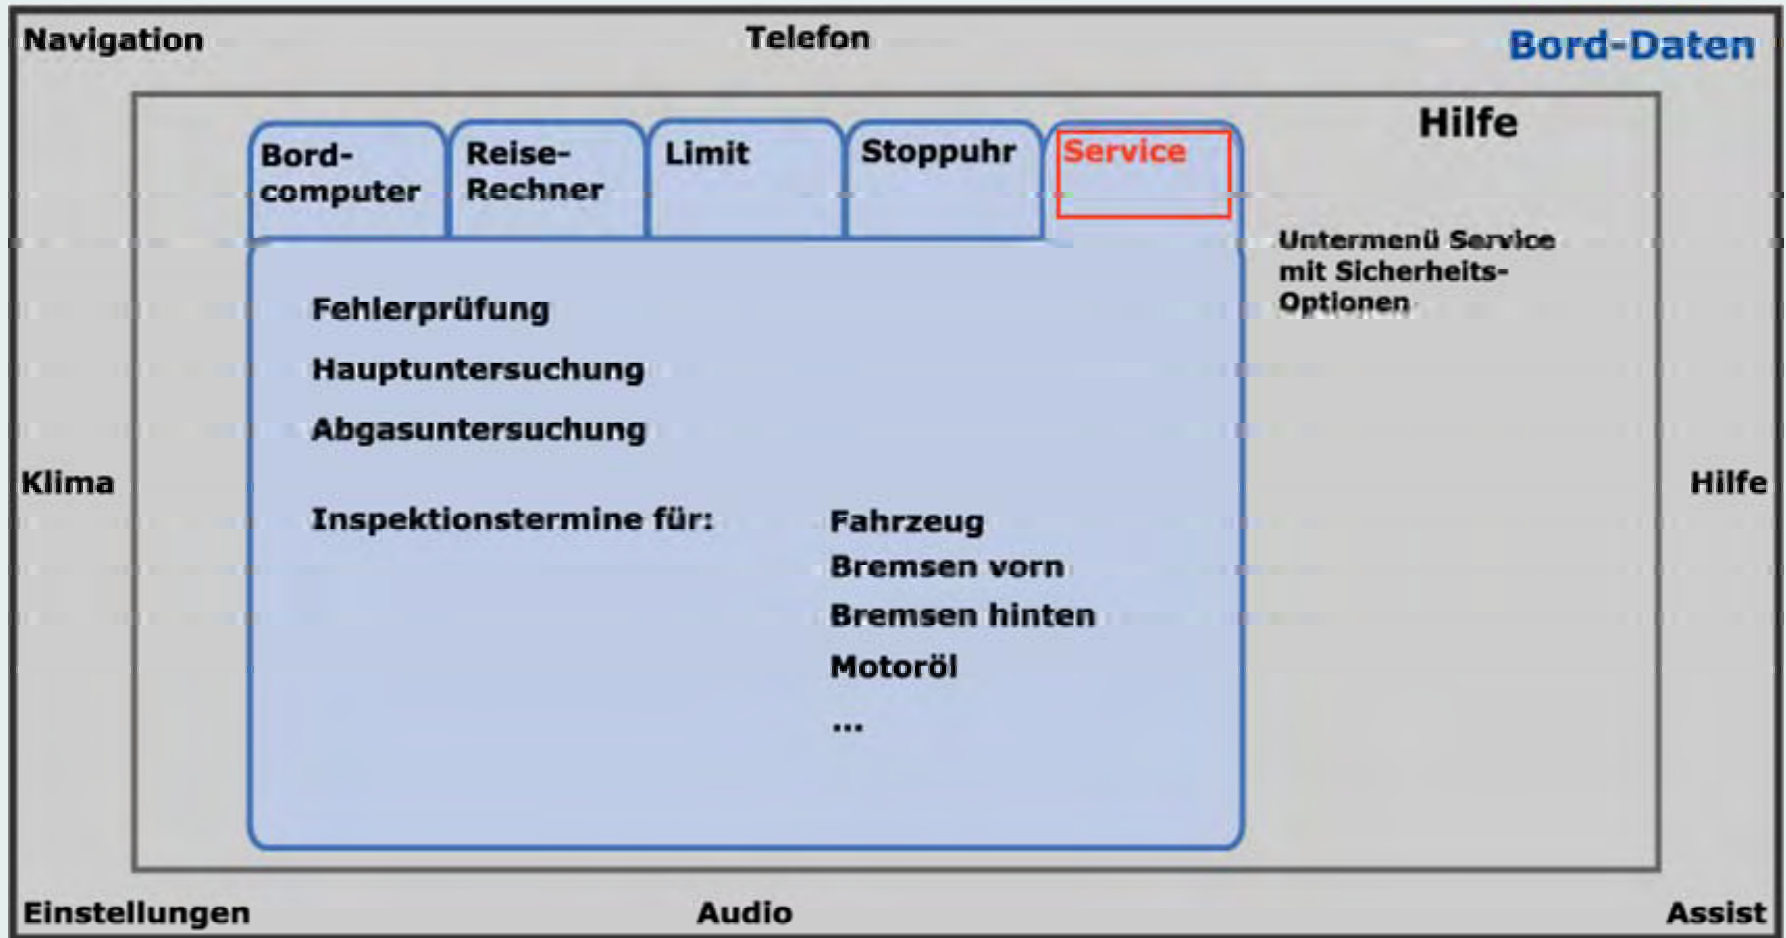 Navigation
Telefon
Bord-Daten
Hilfe
Bord-
computer
Reise-
Rechner
Limit
Stoppuhr
Service
Untermenü Service
mit Sicherheits-
Optionen
Fehlerprüfung
Hauptuntersuchung
Abgasuntersuchung
Klima
Hilfe
Inspektionstermine für:
Fahrzeug
Bremsen vorn
Bremsen hinten
Motoröl
...
Einstellungen
Audio
Assist